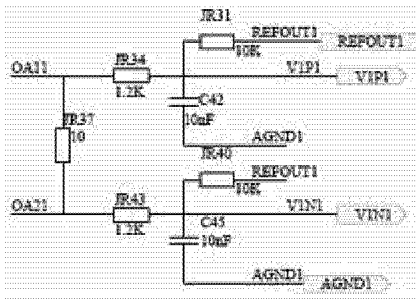 JR31
REFOUT1 REFOUT1
10K
OA11 JR34 V1P1 V1P1
1.2K
C42
10nF
JR37
10
AGND1
JR40
REFOUT1
10K
OA21 JR43 V1N1 V1N1
1.2K
C45
10nF
AGND1 AGND1